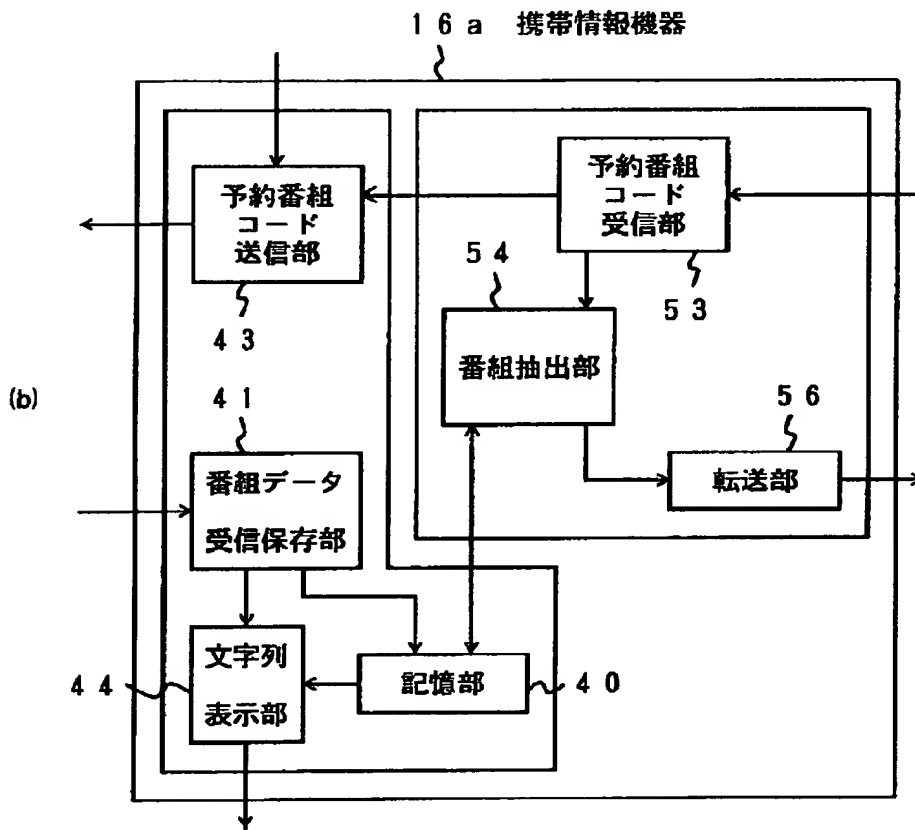 16a 携帯情報機器
予約番組
コード
送信部
43
予約番組
コード
受信部
53
54
番組抽出部
56
転送部
(b)
41
番組データ
受信保存部
44
文字列
表示部
記憶部
40